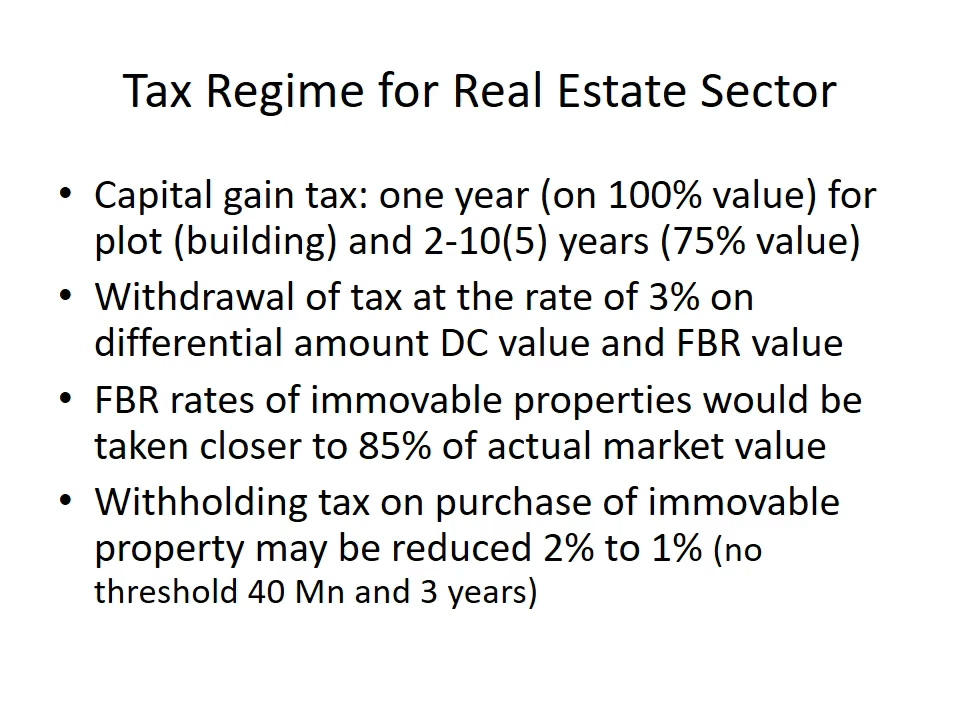 Tax Regime for Real Estate Sector
• Capital gain tax: one year (on 100% value) for
plot (building) and 2-10(5) years (75% value)
• Withdrawal of tax at the rate of 3% on
differential amount DC value and FBR value
• FBR rates of immovable properties would be
taken closer to 85% of actual market value
• Withholding tax on purchase of immovable
property may be reduced 2% to 1% (no
threshold 40 Mn and 3 years)